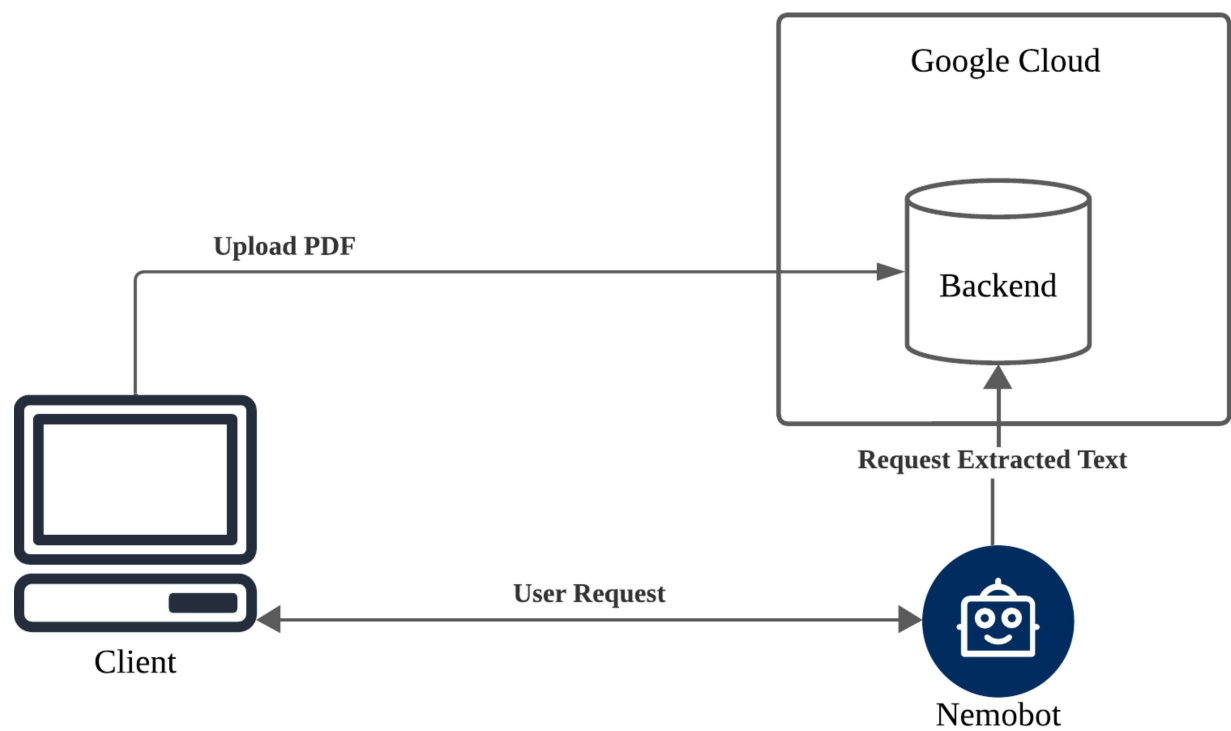 Google Cloud
Upload PDF
Backend
Request Extracted Text
User Request
Client
Nemobot